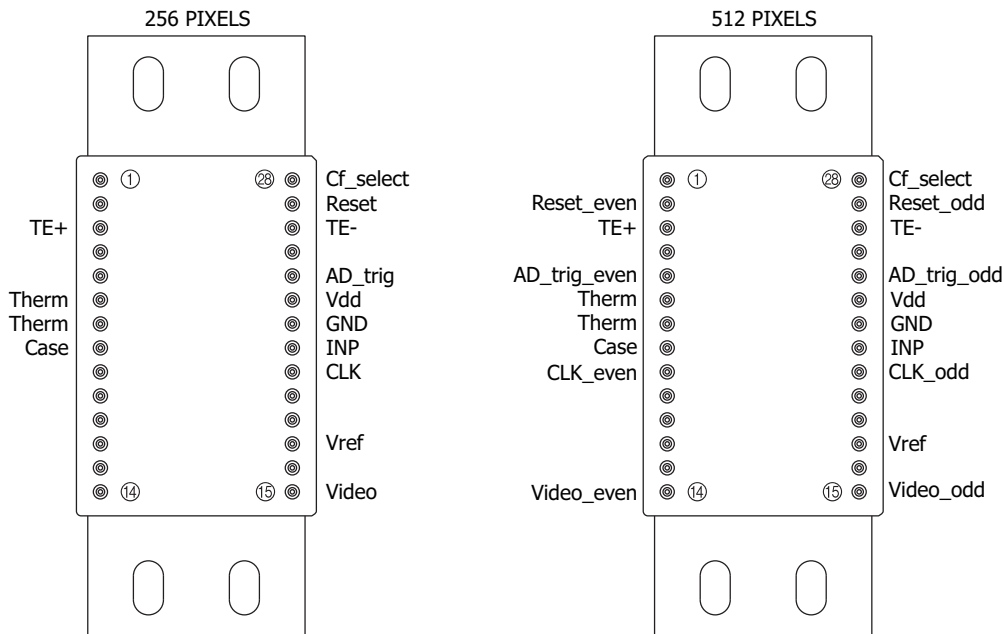 256 PIXELS
① ㉘ Cf_select
Reset
TE+ TE-
AD_trig
Therm Vdd
Therm GND
Case INP
CLK
Vref
⑭ ⑮ Video
512 PIXELS
① ㉘ Cf_select
Reset_even Reset_odd
TE+ TE-
AD_trig_even AD_trig_odd
Therm Vdd
Therm GND
Case INP
CLK_even CLK_odd
Vref
Video_even ⑭ ⑮ Video_odd